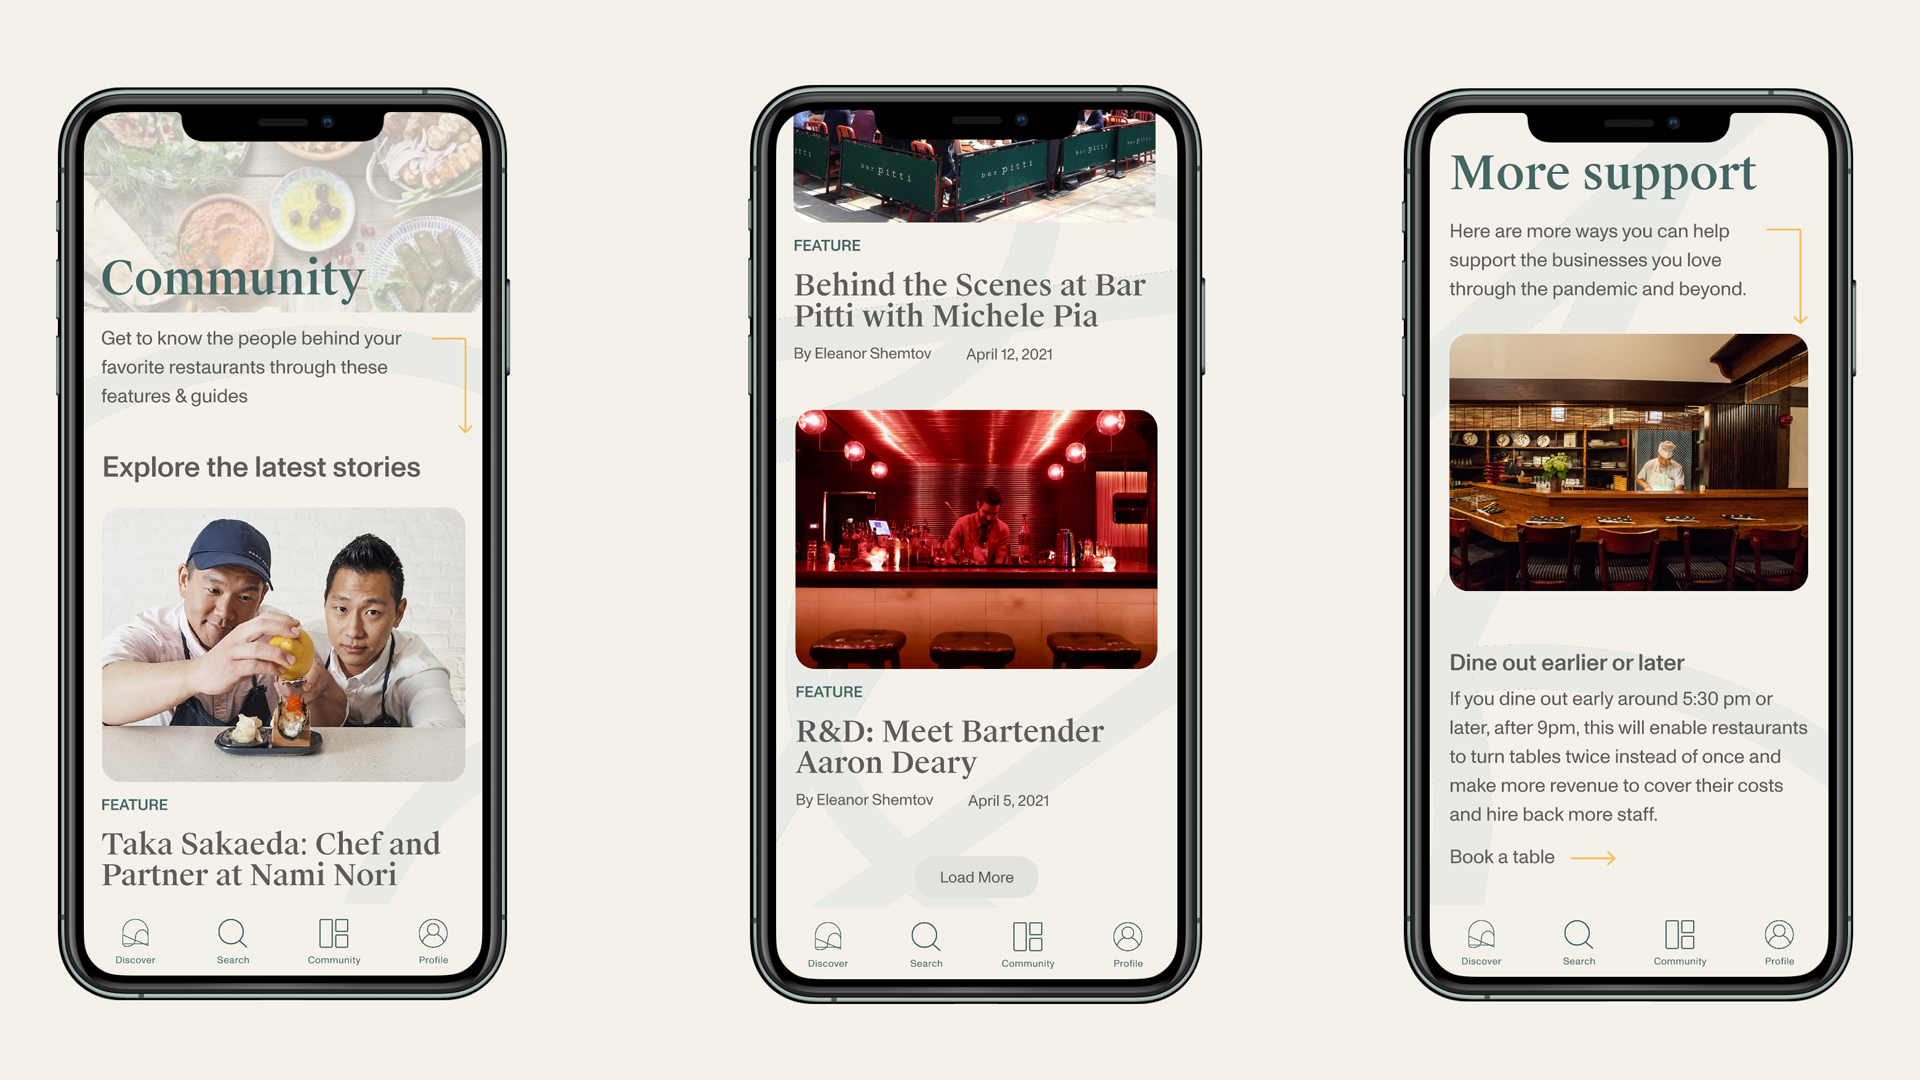 Community
Get to know the people behind your
favorite restaurants through these
features & guides
Explore the latest stories
FEATURE
Taka Sakaeda: Chef and
Partner at Nami Nori
Discover
Search
Community
Profile
pitti
bar pitti
bar pitti
bar pitti
bar pitti
FEATURE
Behind the Scenes at Bar
Pitti with Michele Pia
By Eleanor Shemtov
April 12, 2021
FEATURE
R&D: Meet Bartender
Aaron Deary
By Eleanor Shemtov
April 5, 2021
Load More
Discover
Search
Community
Profile
More support
Here are more ways you can help
support the businesses you love
through the pandemic and beyond.
Dine out earlier or later
If you dine out early around 5:30 pm or
later, after 9pm, this will enable restaurants
to turn tables twice instead of once and
make more revenue to cover their costs
and hire back more staff.
Book a table
Discover
Search
Community
Profile